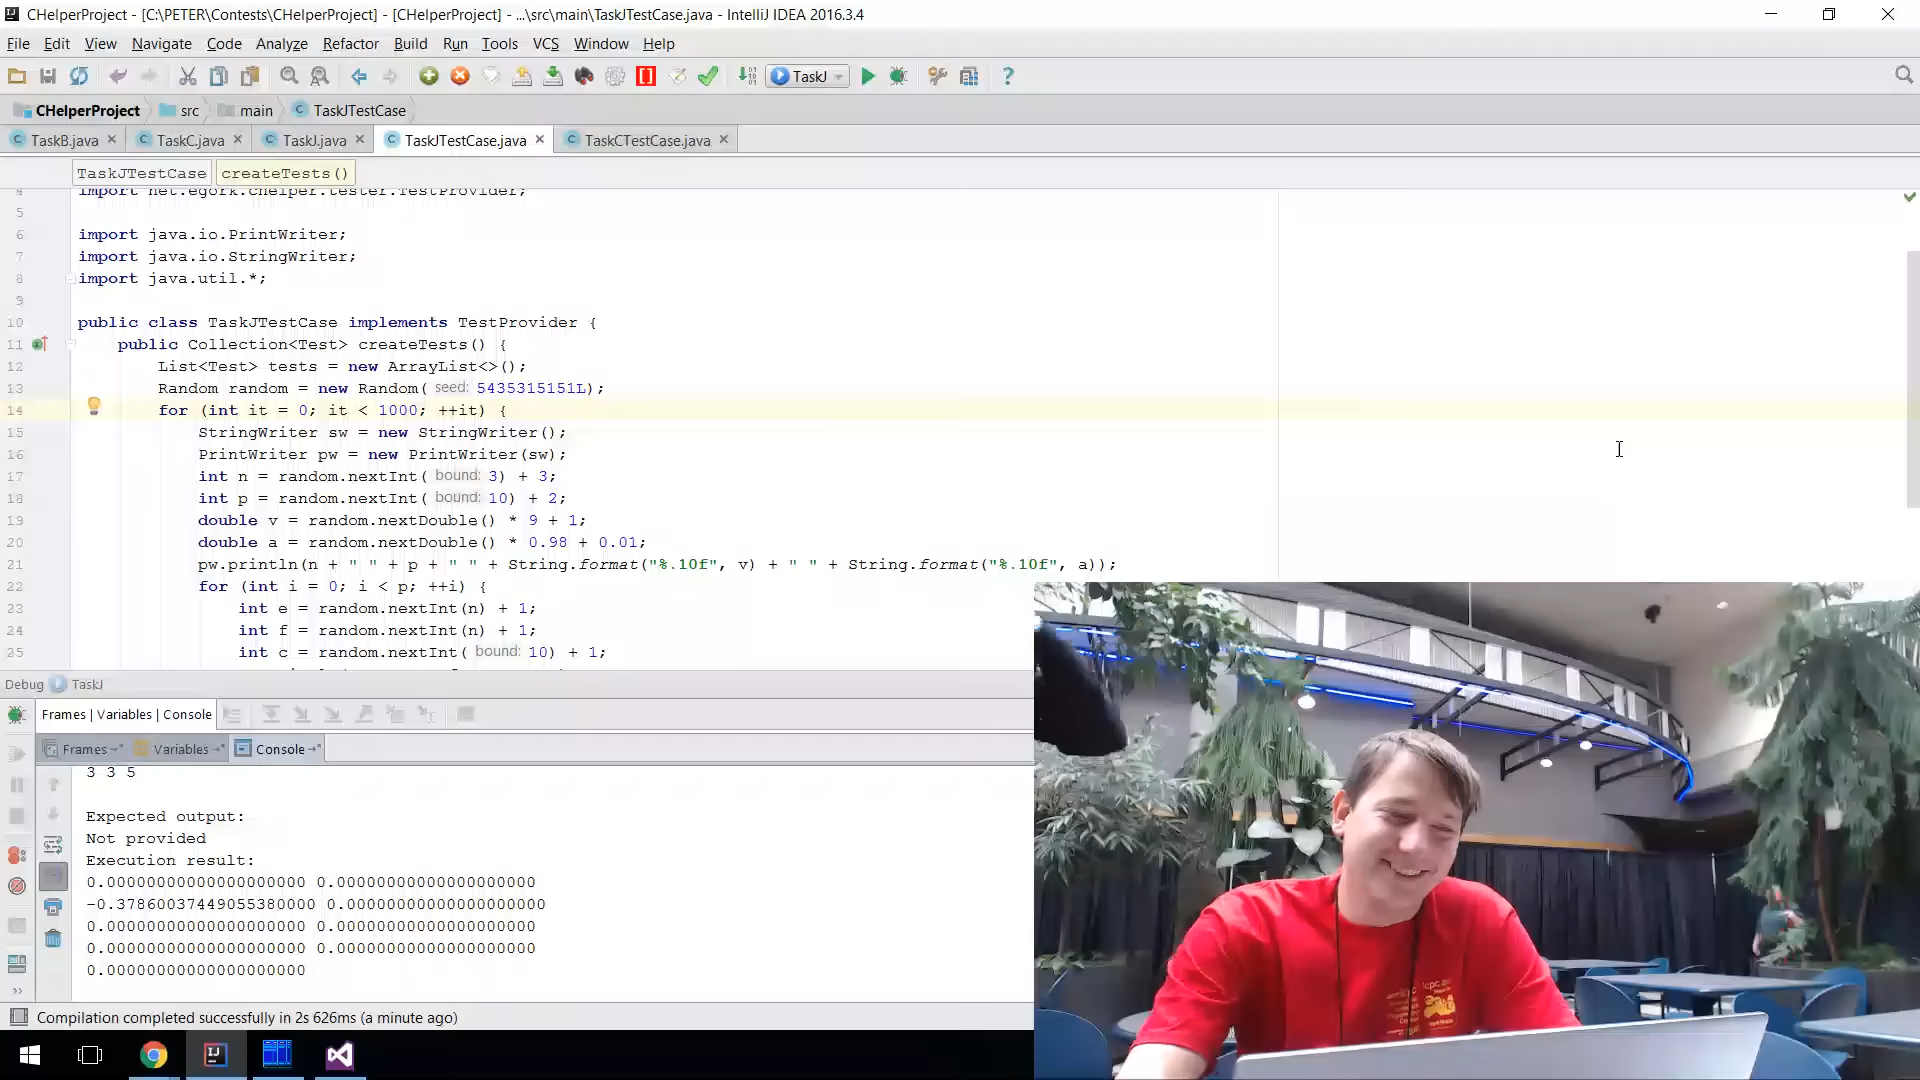 CHelperProject - [C:\PETER\Contests\CHelperProject] - [CHelperProject] - ...\src\main\TaskJTestCase.java - IntelliJ IDEA 2016.3.4
File Edit View Navigate Code Analyze Refactor Build Run Tools VCS Window Help
TaskJ
CHelperProject src main TaskJTestCase
TaskB.java TaskC.java TaskJ.java TaskJTestCase.java TaskCTestCase.java
TaskJTestCase createTests()
4 import net.egork.chelper.tester.TestProvider;
5
6 import java.io.PrintWriter;
7 import java.io.StringWriter;
8 import java.util.*;
9
10 public class TaskJTestCase implements TestProvider {
11 public Collection<Test> createTests() {
12 List<Test> tests = new ArrayList<>();
13 Random random = new Random( seed: 5435315151L);
14 for (int it = 0; it < 1000; ++it) {
15 StringWriter sw = new StringWriter();
16 PrintWriter pw = new PrintWriter(sw);
17 int n = random.nextInt( bound: 3) + 3;
18 int p = random.nextInt( bound: 10) + 2;
19 double v = random.nextDouble() * 9 + 1;
20 double a = random.nextDouble() * 0.98 + 0.01;
21 pw.println(n + " " + p + " " + String.format("%.10f", v) + " " + String.format("%.10f", a));
22 for (int i = 0; i < p; ++i) {
23 int e = random.nextInt(n) + 1;
24 int f = random.nextInt(n) + 1;
25 int c = random.nextInt( bound: 10) + 1;
Debug TaskJ
Frames | Variables | Console
Frames Variables Console
3 3 5
Expected output:
Not provided
Execution result:
0.00000000000000000000 0.00000000000000000000
-0.37860037449055380000 0.00000000000000000000
0.00000000000000000000 0.00000000000000000000
0.00000000000000000000 0.00000000000000000000
0.00000000000000000000
Compilation completed successfully in 2s 626ms (a minute ago)